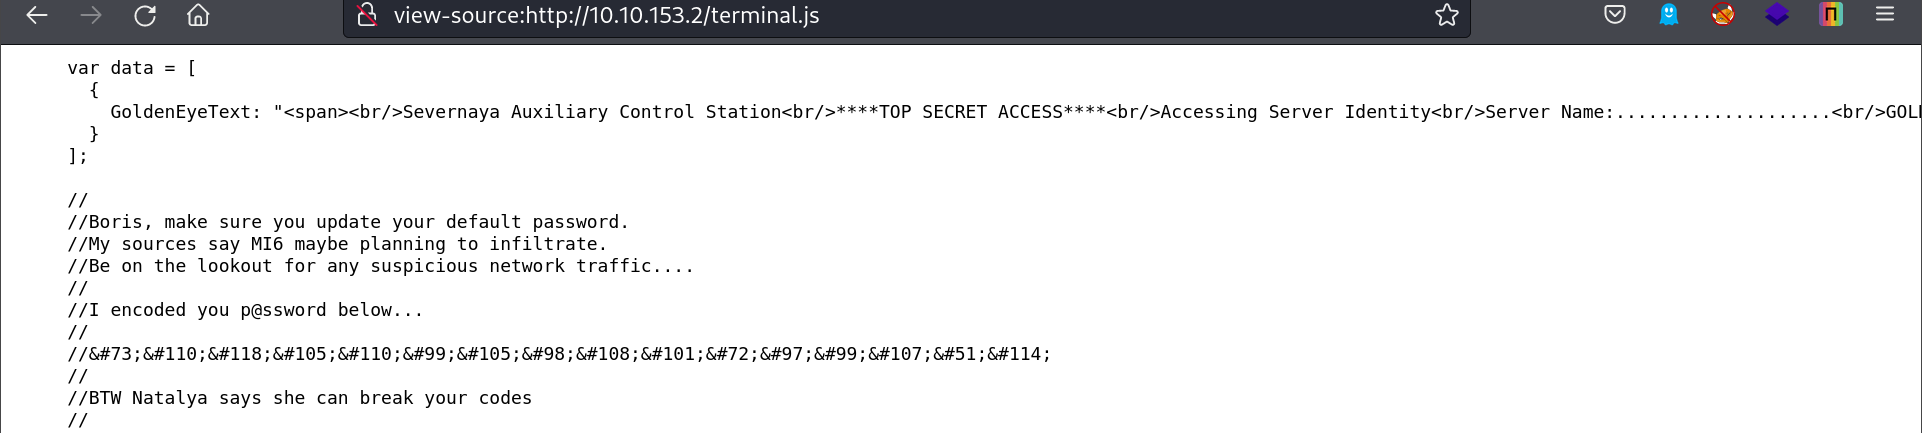 view-source:http://10.10.153.2/terminal.js
var data = [
{
GoldenEyeText: "<span><br/>Severnaya Auxiliary Control Station<br/>****TOP SECRET ACCESS****<br/>Accessing Server Identity<br/>Server Name:....................<br/>GOL
}
];
//
//Boris, make sure you update your default password.
//My sources say MI6 maybe planning to infiltrate.
//Be on the lookout for any suspicious network traffic....
//
//I encoded you p@ssword below...
//
//&#73;&#110;&#118;&#105;&#110;&#99;&#105;&#98;&#108;&#101;&#72;&#97;&#99;&#107;&#51;&#114;
//
//BTW Natalya says she can break your codes
//